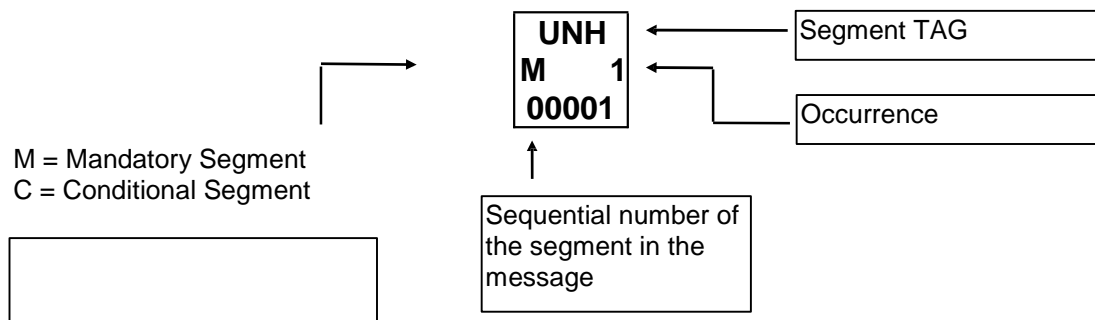 UNH
M 1
00001
Segment TAG
Occurrence
M = Mandatory Segment
C = Conditional Segment
Sequential number of
the segment in the
message